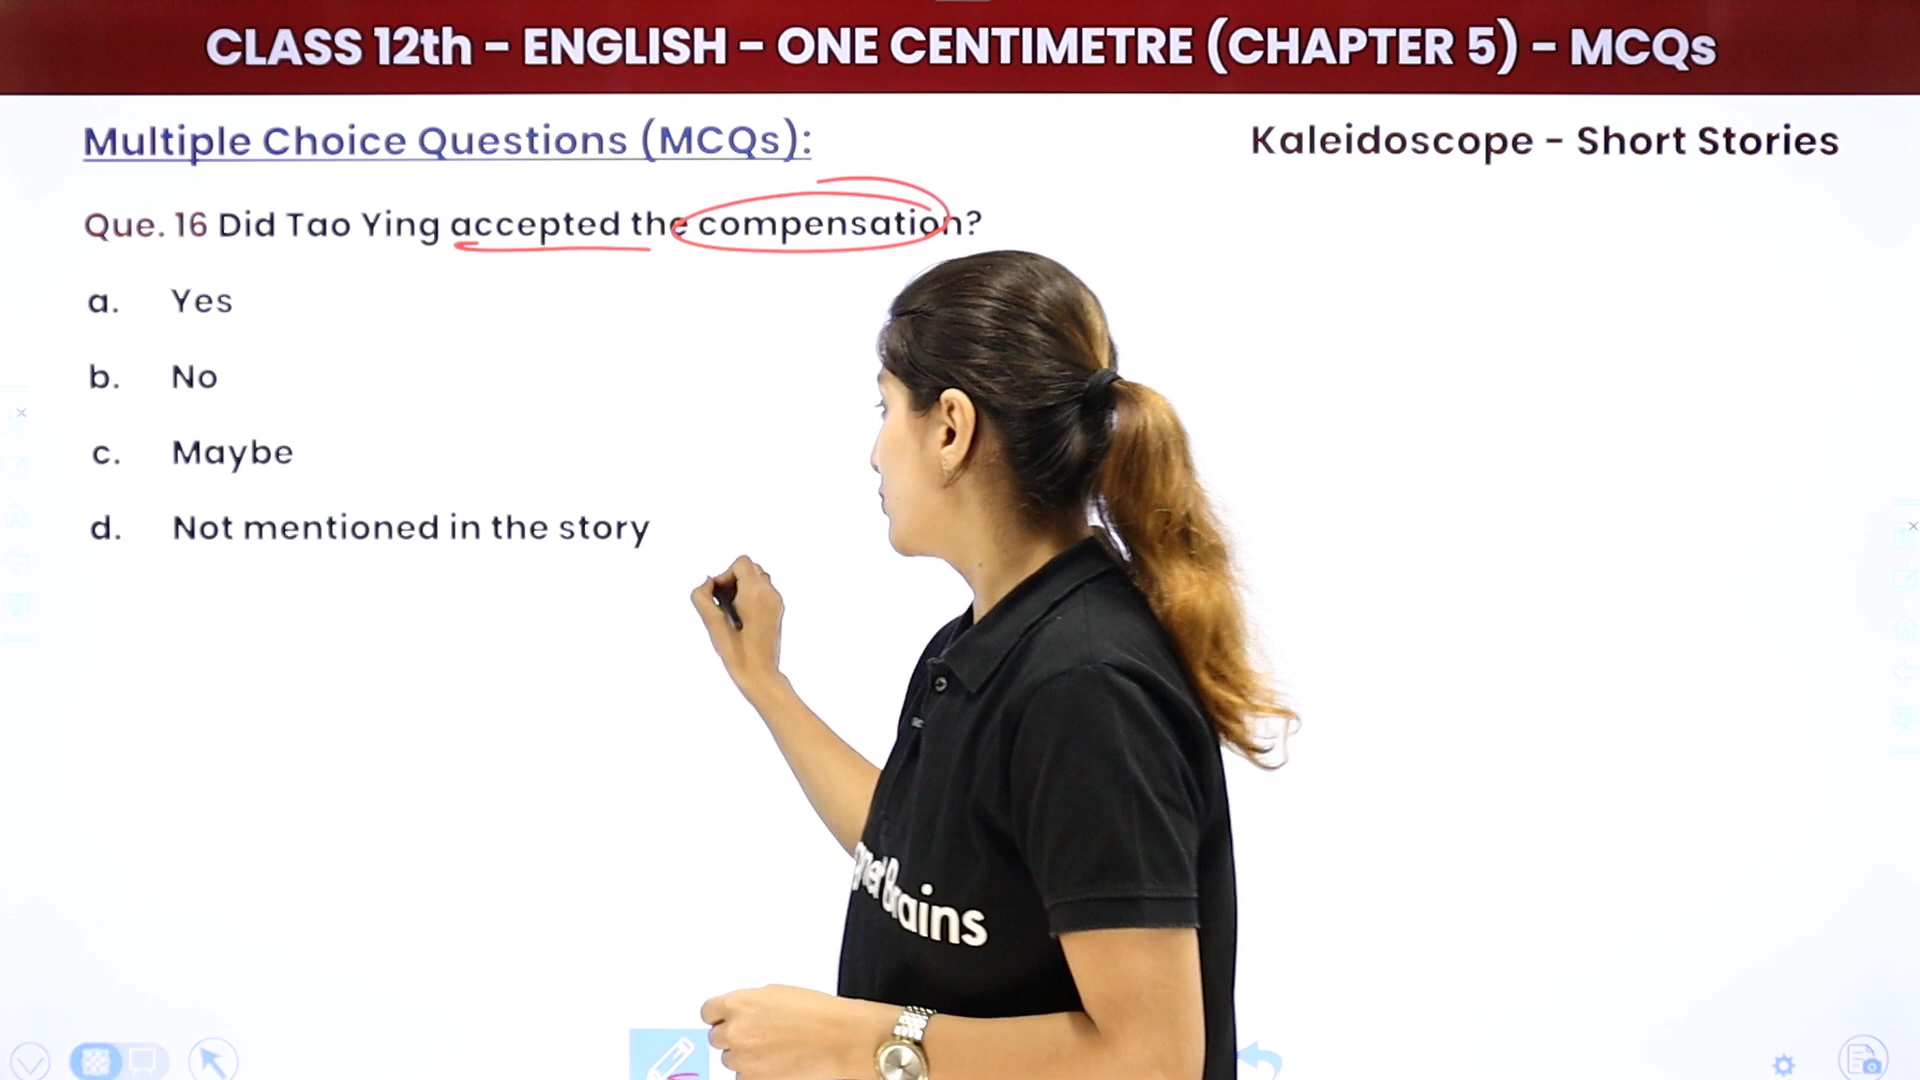 CLASS 12th - ENGLISH - ONE CENTIMETRE (CHAPTER 5) - MCQs
Multiple Choice Questions (MCQs):
Kaleidoscope - Short Stories
Que. 16 Did Tao Ying accepted the compensation?
a. Yes
b. No
c. Maybe
d. Not mentioned in the story
Brains